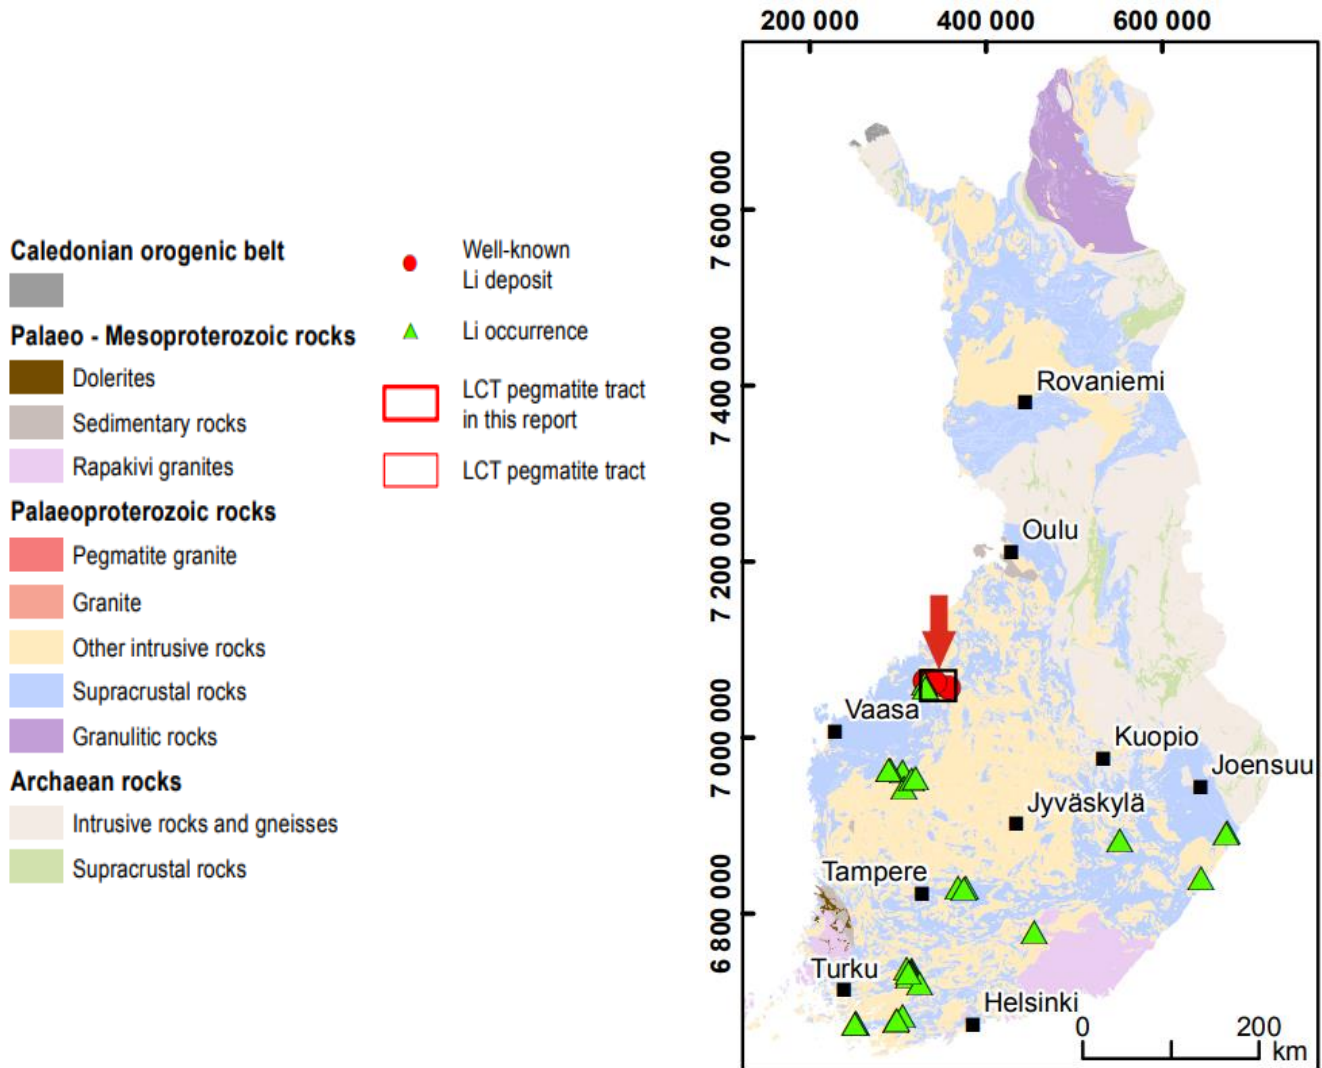 Caledonian orogenic belt
Palaeo - Mesoproterozoic rocks
Dolerites
Sedimentary rocks
Rapakivi granites
Palaeoproterozoic rocks
Pegmatite granite
Granite
Other intrusive rocks
Supracrustal rocks
Granulitic rocks
Archaean rocks
Intrusive rocks and gneisses
Supracrustal rocks
Well-known
Li deposit
Li occurrence
LCT pegmatite tract
in this report
LCT pegmatite tract
200 000 400 000 600 000
7 600 000
7 400 000
7 200 000
7 000 000
6 800 000
Rovaniemi
Oulu
Vaasa
Kuopio
Joensuu
Jyväskylä
Tampere
Turku
Helsinki
0 200
km